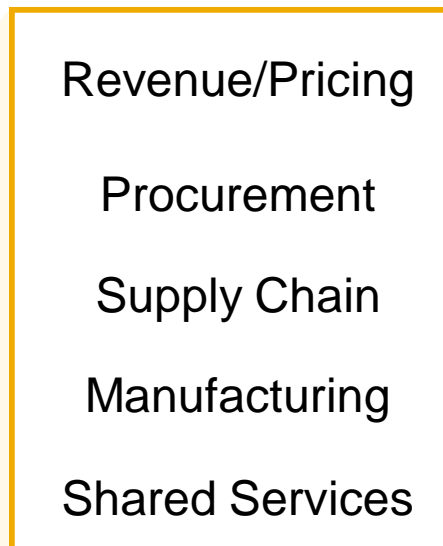 Revenue/Pricing
Procurement
Supply Chain
Manufacturing
Shared Services